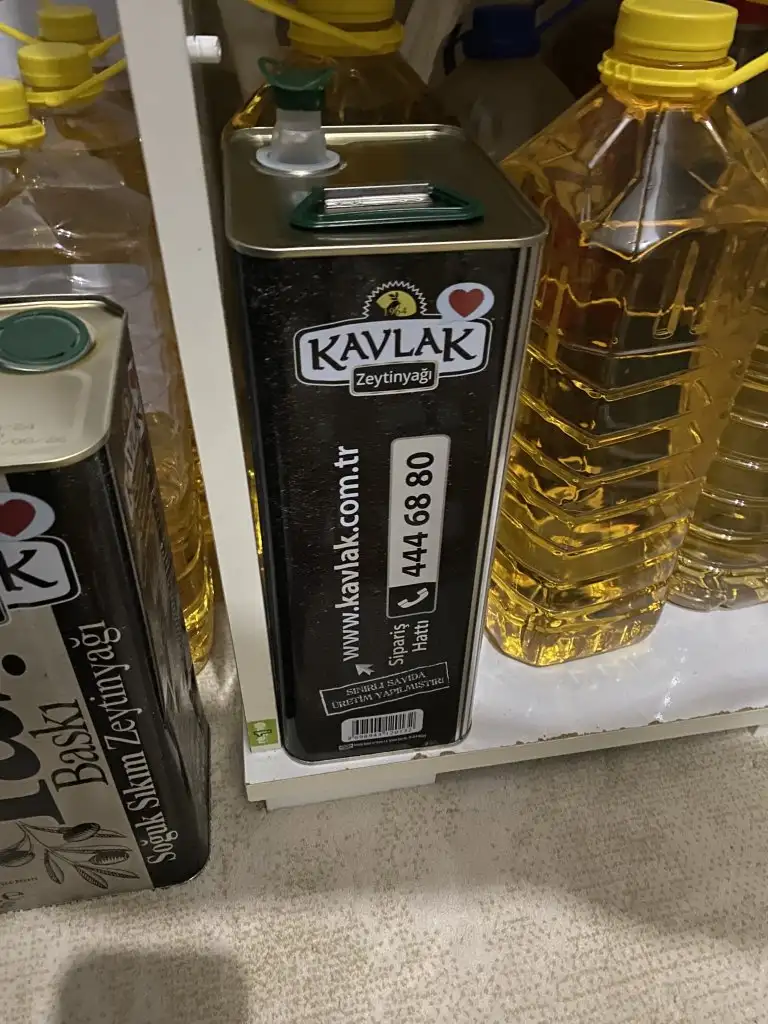 1954
KAVLAK
Zeytinyağı
www.kavlak.com.tr
Sipariş
Hattı
444 68 80
SINIRLI SAYIDA
ÜRETİM YAPILMIŞTIR
K
Baskı
Soğuk Sıkım Zeytinyağı